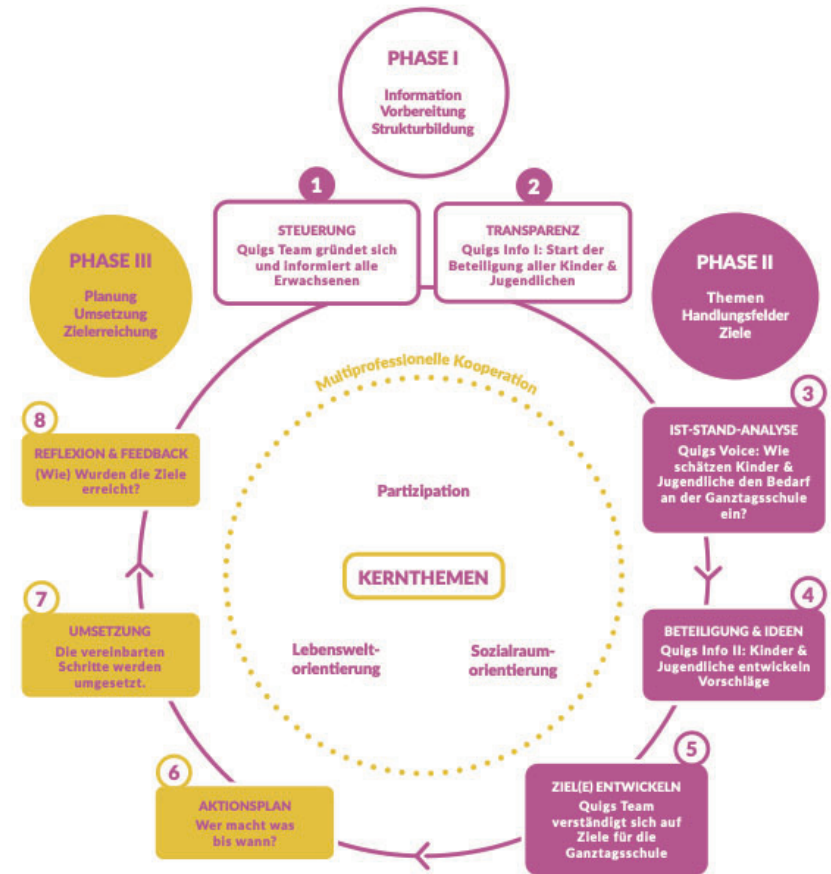 PHASE I
Information
Vorbereitung
Strukturbildung
1
STEUERUNG
Quigs Team gründet sich
und informiert alle
Erwachsenen
2
TRANSPARENZ
Quigs Info I: Start der
Beteiligung aller Kinder &
Jugendlichen
PHASE II
Themen
Handlungsfelder
Ziele
3
IST-STAND-ANALYSE
Quigs Voice: Wie
schätzen Kinder &
Jugendliche den Bedarf
an der Ganztagsschule
ein?
4
BETEILIGUNG & IDEEN
Quigs Info II: Kinder &
Jugendliche entwickeln
Vorschläge
5
ZIEL(E) ENTWICKELN
Quigs Team
verständigt sich auf
Ziele für die
Ganztagsschule
PHASE III
Planung
Umsetzung
Zielerreichung
6
AKTIONSPLAN
Wer macht was
bis wann?
7
UMSETZUNG
Die vereinbarten
Schritte werden
umgesetzt.
8
REFLEXION & FEEDBACK
(Wie) Wurden die Ziele
erreicht?
Multiprofessionelle Kooperation
Partizipation
KERNTHEMEN
Lebenswelt-
orientierung
Sozialraum-
orientierung